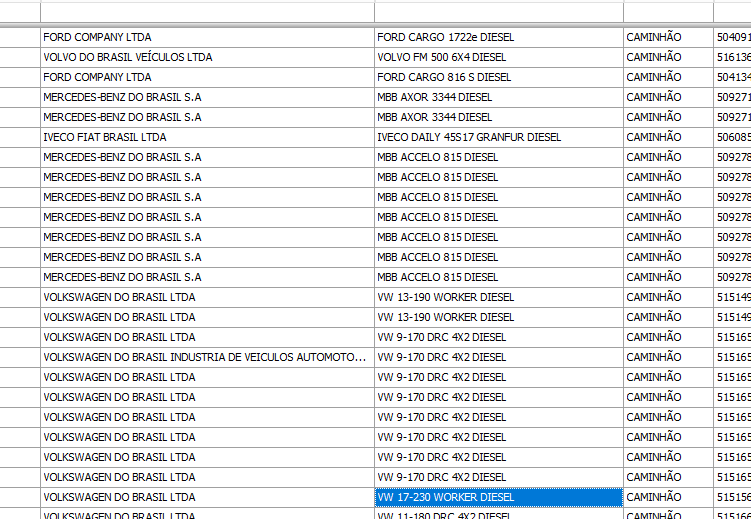 FORD COMPANY LTDA FORD CARGO 1722e DIESEL CAMINHÃO 504091
VOLVO DO BRASIL VEÍCULOS LTDA VOLVO FM 500 6X4 DIESEL CAMINHÃO 516136
FORD COMPANY LTDA FORD CARGO 816 S DIESEL CAMINHÃO 504134
MERCEDES-BENZ DO BRASIL S.A MBB AXOR 3344 DIESEL CAMINHÃO 509271
MERCEDES-BENZ DO BRASIL S.A MBB AXOR 3344 DIESEL CAMINHÃO 509271
IVECO FIAT BRASIL LTDA IVECO DAILY 45S17 GRANFUR DIESEL CAMINHÃO 506085
MERCEDES-BENZ DO BRASIL S.A MBB ACCELO 815 DIESEL CAMINHÃO 509278
MERCEDES-BENZ DO BRASIL S.A MBB ACCELO 815 DIESEL CAMINHÃO 509278
MERCEDES-BENZ DO BRASIL S.A MBB ACCELO 815 DIESEL CAMINHÃO 509278
MERCEDES-BENZ DO BRASIL S.A MBB ACCELO 815 DIESEL CAMINHÃO 509278
MERCEDES-BENZ DO BRASIL S.A MBB ACCELO 815 DIESEL CAMINHÃO 509278
MERCEDES-BENZ DO BRASIL S.A MBB ACCELO 815 DIESEL CAMINHÃO 509278
MERCEDES-BENZ DO BRASIL S.A MBB ACCELO 815 DIESEL CAMINHÃO 509278
VOLKSWAGEN DO BRASIL LTDA VW 13-190 WORKER DIESEL CAMINHÃO 515149
VOLKSWAGEN DO BRASIL LTDA VW 13-190 WORKER DIESEL CAMINHÃO 515149
VOLKSWAGEN DO BRASIL LTDA VW 9-170 DRC 4X2 DIESEL CAMINHÃO 515165
VOLKSWAGEN DO BRASIL INDUSTRIA DE VEICULOS AUTOMOTO... VW 9-170 DRC 4X2 DIESEL CAMINHÃO 515165
VOLKSWAGEN DO BRASIL LTDA VW 9-170 DRC 4X2 DIESEL CAMINHÃO 515165
VOLKSWAGEN DO BRASIL LTDA VW 9-170 DRC 4X2 DIESEL CAMINHÃO 515165
VOLKSWAGEN DO BRASIL LTDA VW 9-170 DRC 4X2 DIESEL CAMINHÃO 515165
VOLKSWAGEN DO BRASIL LTDA VW 9-170 DRC 4X2 DIESEL CAMINHÃO 515165
VOLKSWAGEN DO BRASIL LTDA VW 9-170 DRC 4X2 DIESEL CAMINHÃO 515165
VOLKSWAGEN DO BRASIL LTDA VW 9-170 DRC 4X2 DIESEL CAMINHÃO 515165
VOLKSWAGEN DO BRASIL LTDA VW 17-230 WORKER DIESEL CAMINHÃO 515156
VOLKSWAGEN DO BRASIL LTDA VW 11-180 DRC 4X2 DIESEL CAMINHÃO 515166